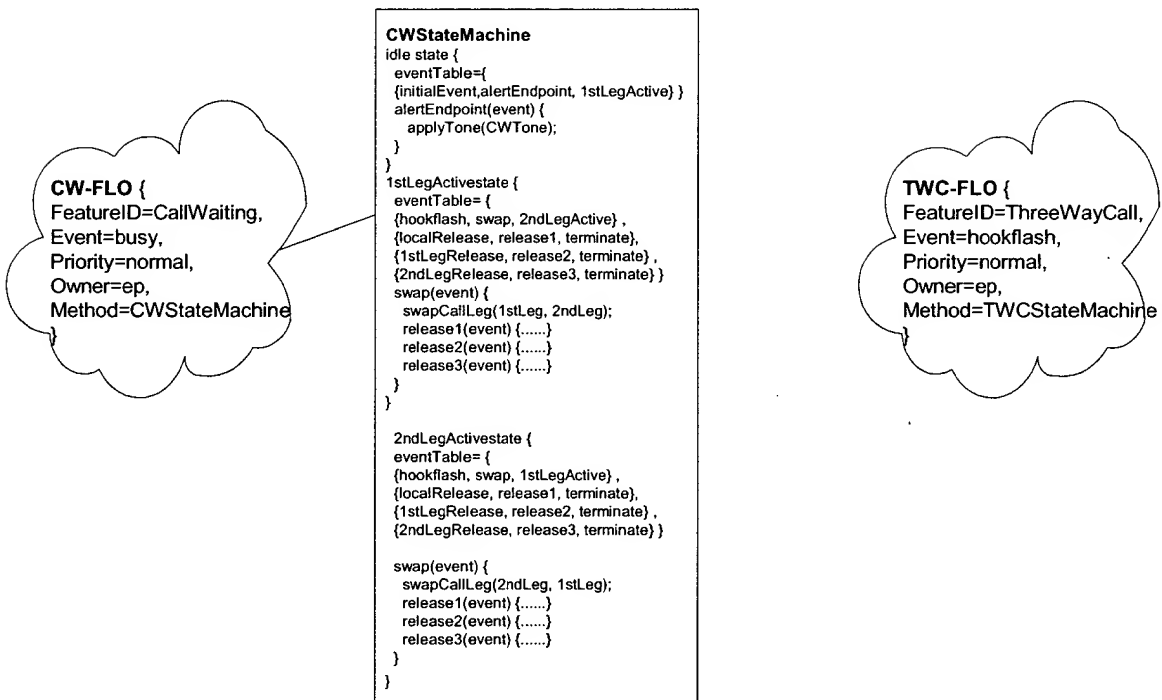 CW-FLO {
FeatureID=CallWaiting,
Event=busy,
Priority=normal,
Owner=ep,
Method=CWStateMachine
}
CWStateMachine
idle state {
eventTable={
{initialEvent,alertEndpoint, 1stLegActive} }
alertEndpoint(event) {
applyTone(CWTone);
}
}
1stLegActivestate {
eventTable= {
{hookflash, swap, 2ndLegActive} ,
{localRelease, release1, terminate},
{1stLegRelease, release2, terminate} ,
{2ndLegRelease, release3, terminate} }
swap(event) {
swapCallLeg(1stLeg, 2ndLeg);
release1(event) {......}
release2(event) {......}
release3(event) {......}
}
}
2ndLegActivestate {
eventTable= {
{hookflash, swap, 1stLegActive} ,
{localRelease, release1, terminate},
{1stLegRelease, release2, terminate} ,
{2ndLegRelease, release3, terminate} }
swap(event) {
swapCallLeg(2ndLeg, 1stLeg);
release1(event) {......}
release2(event) {......}
release3(event) {......}
}
}
TWC-FLO {
FeatureID=ThreeWayCall,
Event=hookflash,
Priority=normal,
Owner=ep,
Method=TWCStateMachine
}